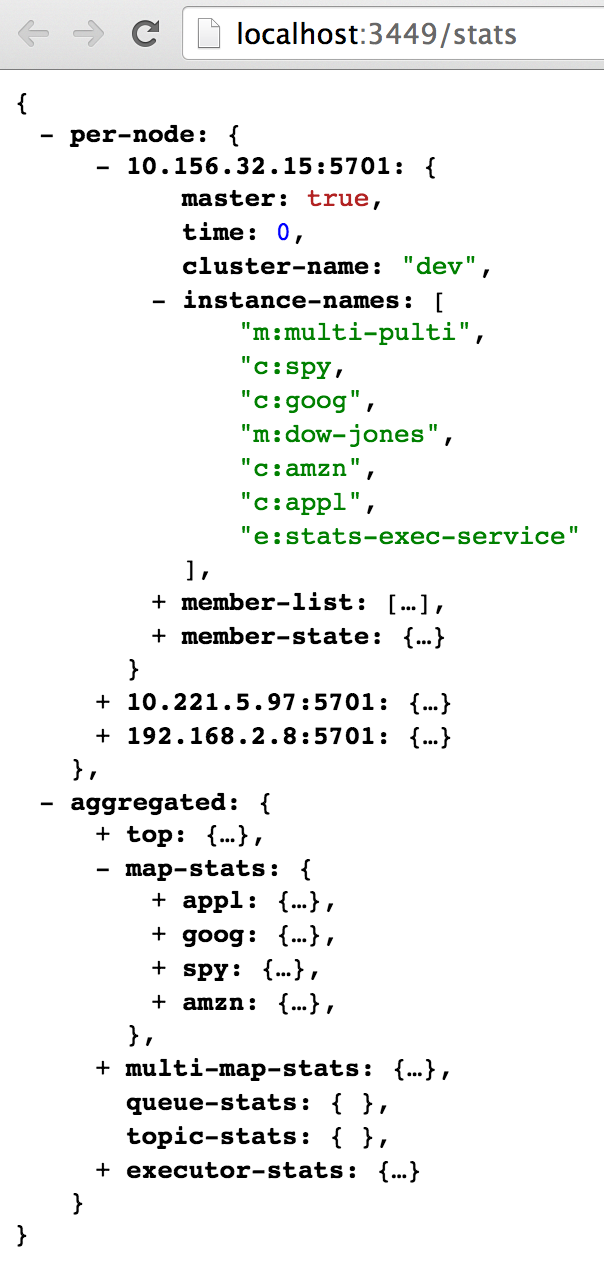 localhost:3449/stats
{
- per-node: {
- 10.156.32.15:5701: {
master: true,
time: 0,
cluster-name: "dev",
- instance-names: [
"m:multi-pulti",
"c:spy,
"c:goog",
"m:dow-jones",
"c:amzn",
"c:appl",
"e:stats-exec-service"
],
+ member-list: […],
+ member-state: {…}
}
+ 10.221.5.97:5701: {…}
+ 192.168.2.8:5701: {…}
},
- aggregated: {
+ top: {…},
- map-stats: {
+ appl: {…},
+ goog: {…},
+ spy: {…},
+ amzn: {…},
},
+ multi-map-stats: {…},
queue-stats: { },
topic-stats: { },
+ executor-stats: {…}
}
}